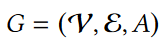 G = (𝒱, ℰ, A)